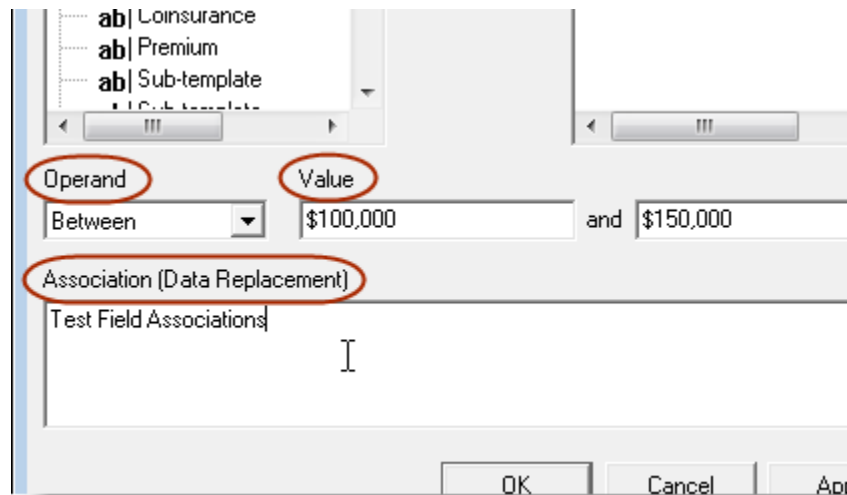 ab| Coinsurance
ab| Premium
ab| Sub-template
Operand Value
Between $100,000 and $150,000
Association (Data Replacement)
Test Field Associations
OK Cancel